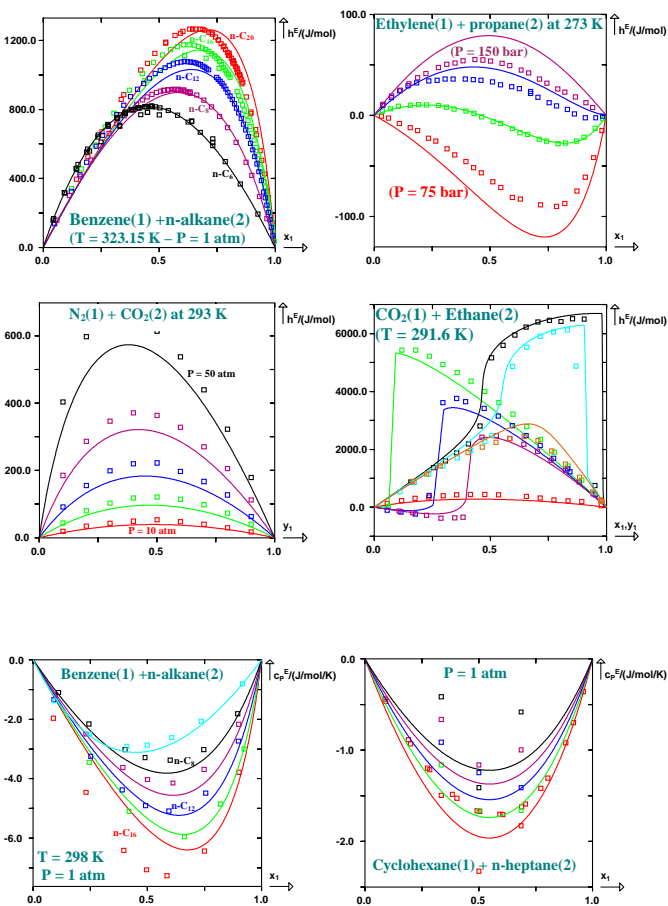 h^E/(J/mol)
1200.0
800.0
400.0
0.0
n-C20
n-C16
n-C12
n-C8
n-C6
Benzene(1) +n-alkane(2)
(T = 323.15 K – P = 1 atm)
x1
0.0 0.5 1.0
100.0
0.0
-100.0
Ethylene(1) + propane(2) at 273 K
h^E/(J/mol)
(P = 150 bar)
(P = 75 bar)
x1
0.0 0.5 1.0
N2(1) + CO2(2) at 293 K
h^E/(J/mol)
600.0
400.0
200.0
0.0
P = 50 atm
P = 10 atm
y1
0.0 0.5 1.0
CO2(1) + Ethane(2)
(T = 291.6 K)
h^E/(J/mol)
6000.0
4000.0
2000.0
0.0
x1,y1
0.0 0.5 1.0
0.0
-2.0
-4.0
-6.0
Benzene(1) +n-alkane(2)
cP^E/(J/mol/K)
n-C8
n-C12
n-C16
T = 298 K
P = 1 atm
x1
0.0 0.5 1.0
0.0
-1.0
-2.0
P = 1 atm
cP^E/(J/mol/K)
Cyclohexane(1) + n-heptane(2)
x1
0.0 0.5 1.0